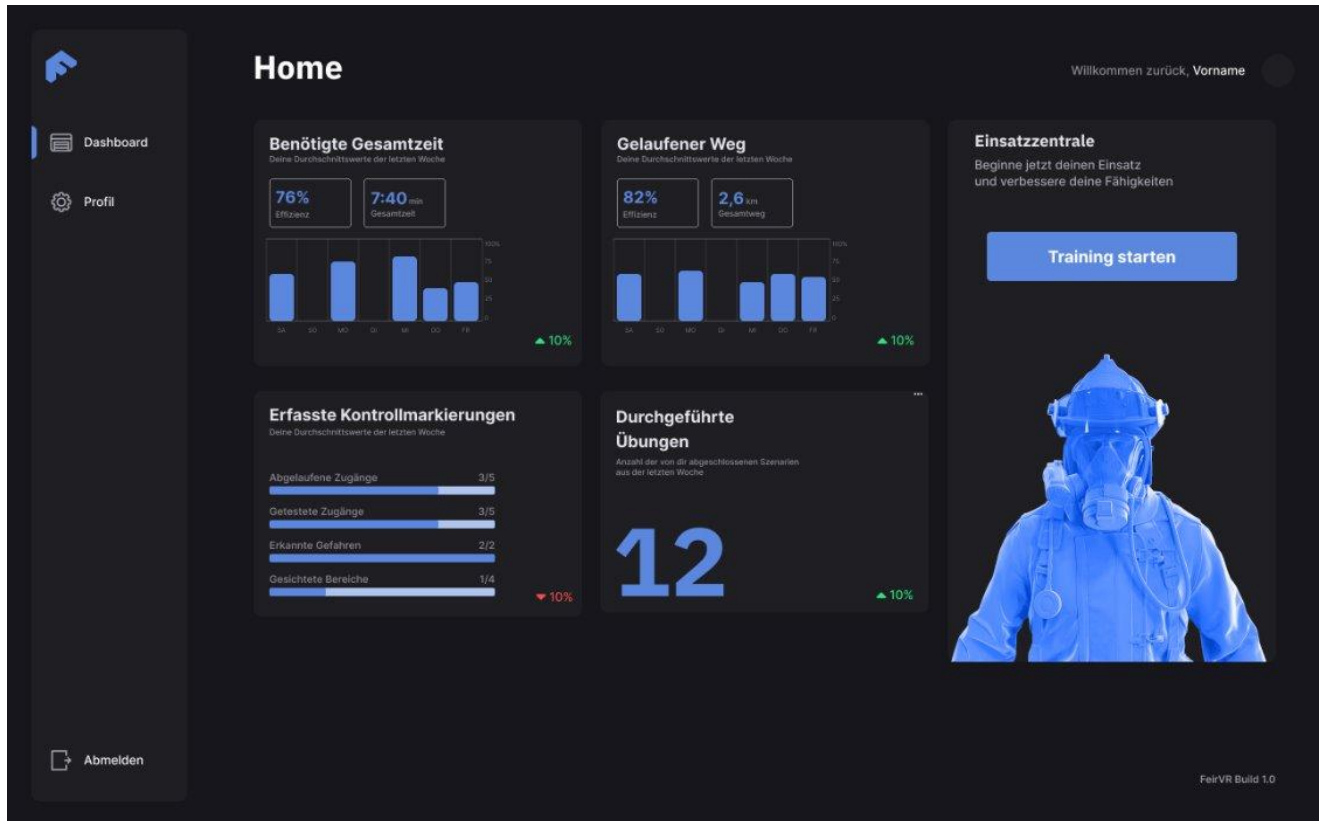 Home
Willkommen zurück, Vorname
Dashboard
Profil
Abmelden
Benötigte Gesamtzeit
Deine Durchschnittswerte der letzten Woche
76%
Effizienz
7:40 min
Gesamtzeit
100%
75
50
25
0
SA SO MO DI MI DO FR
10%
Gelaufener Weg
Deine Durchschnittswerte der letzten Woche
82%
Effizienz
2,6 km
Gesamtweg
100%
75
50
25
0
SA SO MO DI MI DO FR
10%
Einsatzzentrale
Beginne jetzt deinen Einsatz
und verbessere deine Fähigkeiten
Training starten
Erfasste Kontrollmarkierungen
Deine Durchschnittswerte der letzten Woche
Abgelaufene Zugänge 3/5
Getestete Zugänge 3/5
Erkannte Gefahren 2/2
Gesichtete Bereiche 1/4
10%
Durchgeführte
Übungen
Anzahl der von dir abgeschlossenen Szenarien
aus der letzten Woche
12
10%
FeirVR Build 1.0